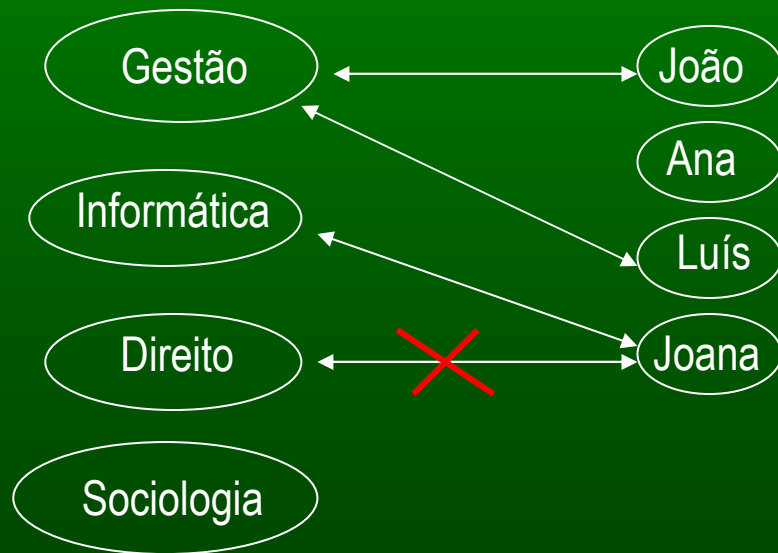 Gestão
João
Ana
Informática
Luís
Direito
Joana
Sociologia